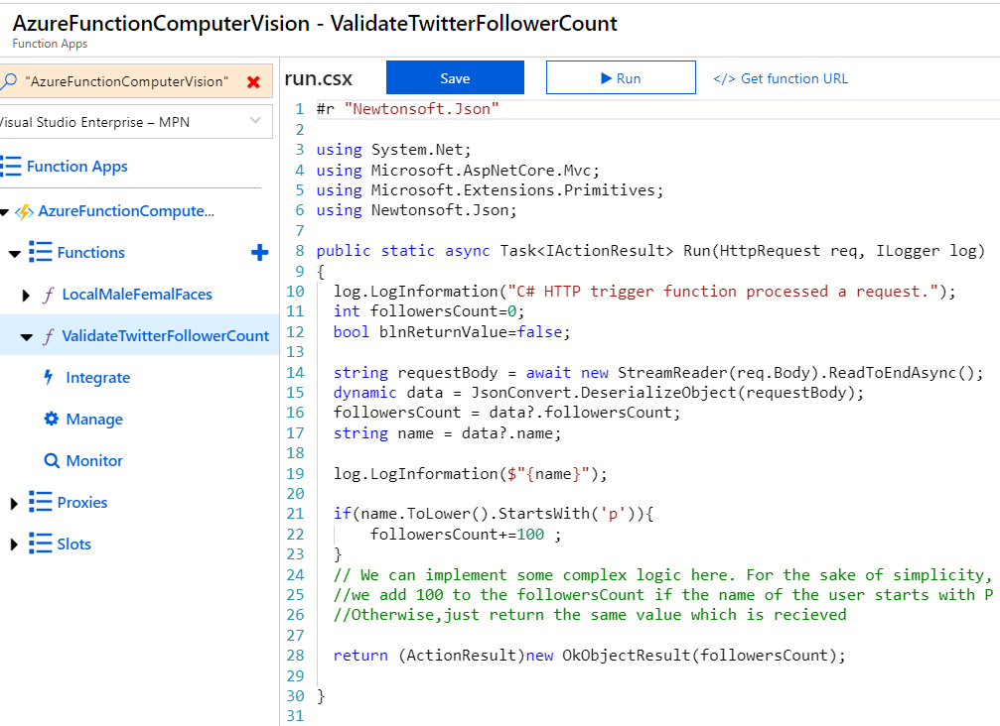 AzureFunctionComputerVision - ValidateTwitterFollowerCount
Function Apps
"AzureFunctionComputerVision"
Visual Studio Enterprise – MPN
Function Apps
AzureFunctionCompute...
Functions
LocalMaleFemalFaces
ValidateTwitterFollowerCount
Integrate
Manage
Monitor
Proxies
Slots
run.csx Save Run </> Get function URL
1 #r "Newtonsoft.Json"
2
3 using System.Net;
4 using Microsoft.AspNetCore.Mvc;
5 using Microsoft.Extensions.Primitives;
6 using Newtonsoft.Json;
7
8 public static async Task<IActionResult> Run(HttpRequest req, ILogger log)
9 {
10 log.LogInformation("C# HTTP trigger function processed a request.");
11 int followersCount=0;
12 bool blnReturnValue=false;
13
14 string requestBody = await new StreamReader(req.Body).ReadToEndAsync();
15 dynamic data = JsonConvert.DeserializeObject(requestBody);
16 followersCount = data?.followersCount;
17 string name = data?.name;
18
19 log.LogInformation($"{name}");
20
21 if(name.ToLower().StartsWith('p')){
22 followersCount+=100 ;
23 }
24 // We can implement some complex logic here. For the sake of simplicity,
25 //we add 100 to the followersCount if the name of the user starts with P
26 //Otherwise,just return the same value which is recieved
27
28 return (ActionResult)new OkObjectResult(followersCount);
29
30 }
31